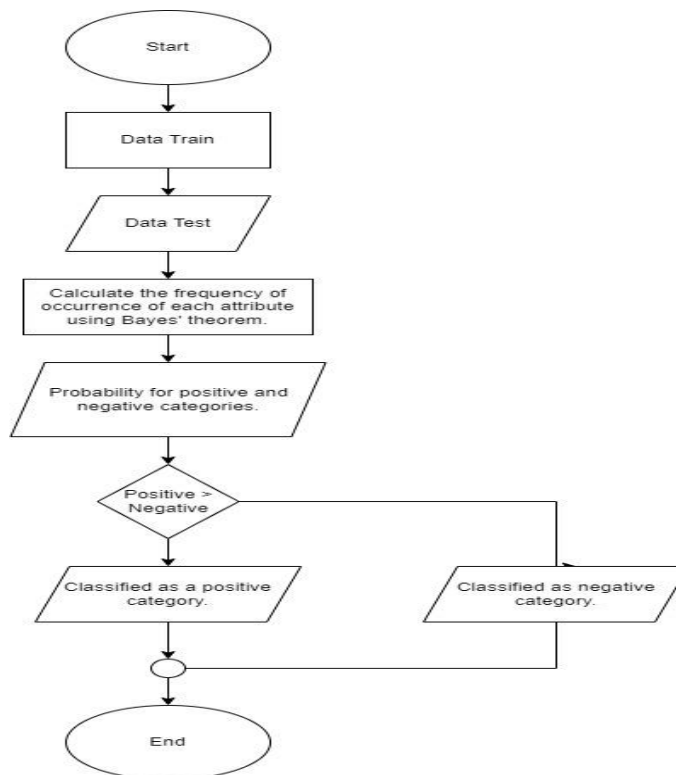 Start
Data Train
Data Test
Calculate the frequency of
occurrence of each attribute
using Bayes' theorem.
Probability for positive and
negative categories.
Positive >
Negative
Classified as a positive
category.
Classified as negative
category.
End